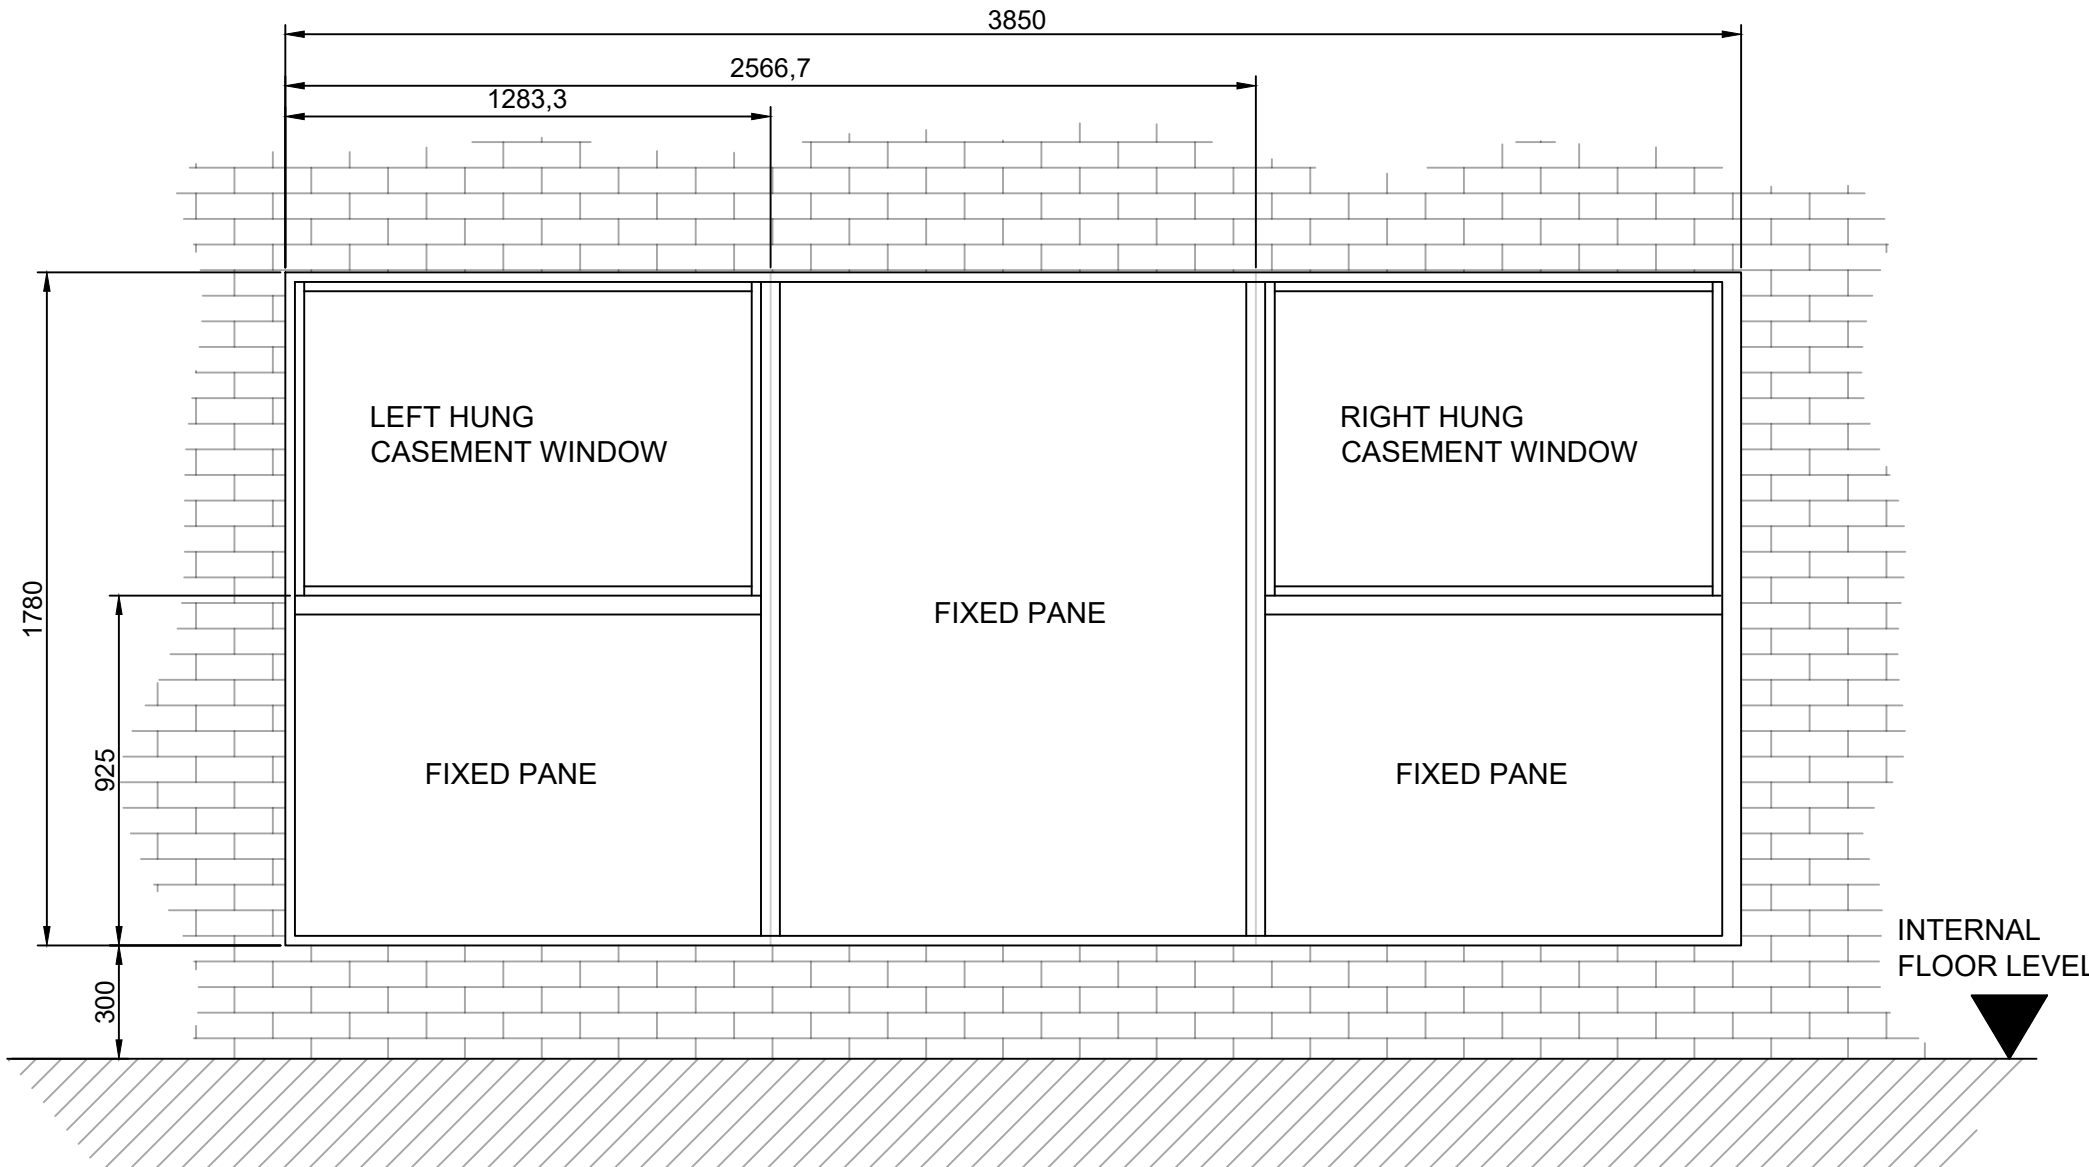 3850
2566,7
1283,3
LEFT HUNG
CASEMENT WINDOW
RIGHT HUNG
CASEMENT WINDOW
1780
FIXED PANE
925
FIXED PANE
FIXED PANE
INTERNAL
FLOOR LEVEL
300